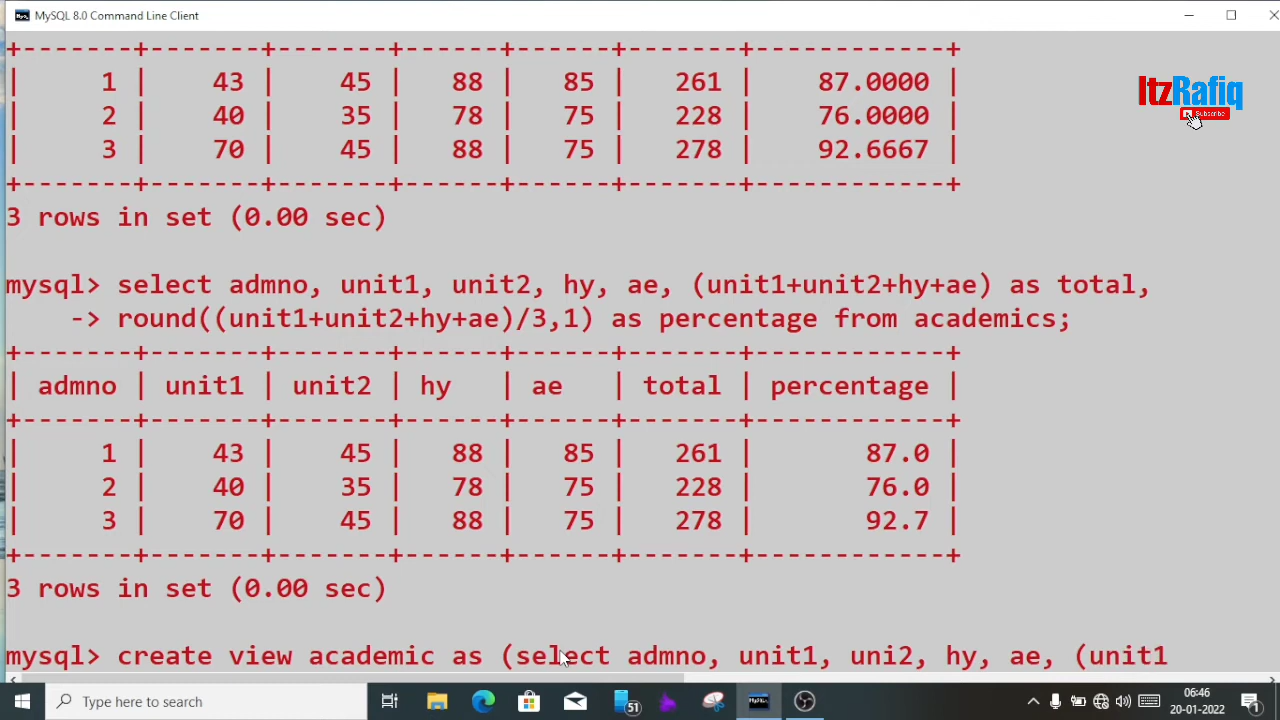 MySQL 8.0 Command Line Client
+-------+-------+-------+------+------+-------+------------+
| 1 | 43 | 45 | 88 | 85 | 261 | 87.0000 |
| 2 | 40 | 35 | 78 | 75 | 228 | 76.0000 |
| 3 | 70 | 45 | 88 | 75 | 278 | 92.6667 |
+-------+-------+-------+------+------+-------+------------+
ItzRafiq
Subscribe
3 rows in set (0.00 sec)
mysql> select admno, unit1, unit2, hy, ae, (unit1+unit2+hy+ae) as total,
-> round((unit1+unit2+hy+ae)/3,1) as percentage from academics;
+-------+-------+-------+------+------+-------+------------+
| admno | unit1 | unit2 | hy | ae | total | percentage |
+-------+-------+-------+------+------+-------+------------+
| 1 | 43 | 45 | 88 | 85 | 261 | 87.0 |
| 2 | 40 | 35 | 78 | 75 | 228 | 76.0 |
| 3 | 70 | 45 | 88 | 75 | 278 | 92.7 |
+-------+-------+-------+------+------+-------+------------+
3 rows in set (0.00 sec)
mysql> create view academic as (select admno, unit1, uni2, hy, ae, (unit1
Type here to search
51
06:46
20-01-2022
1